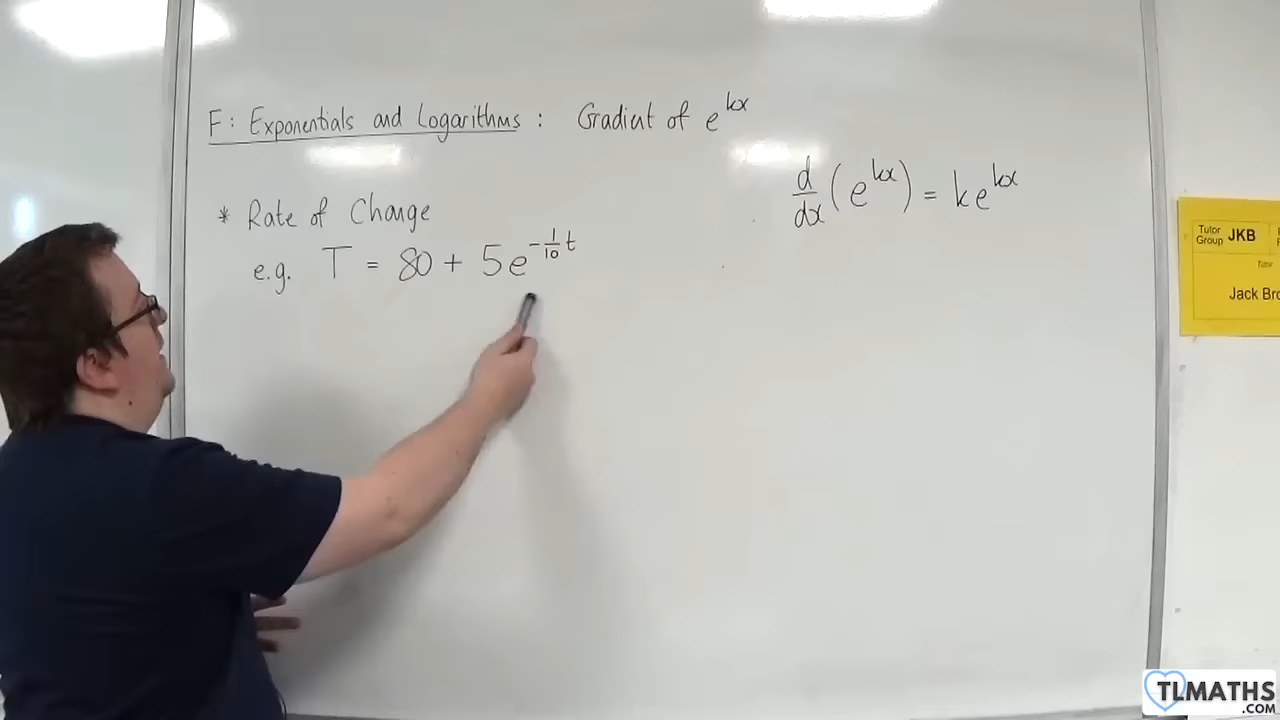 F: Exponentials and Logarithms: Gradient of e^{kx}
d/dx (e^{kx}) = ke^{kx}
* Rate of Change
e.g. T = 80 + 5e^{-1/10 t}
Tutor Group JKB
Tutor
Jack Bro
TLMATHS
.COM